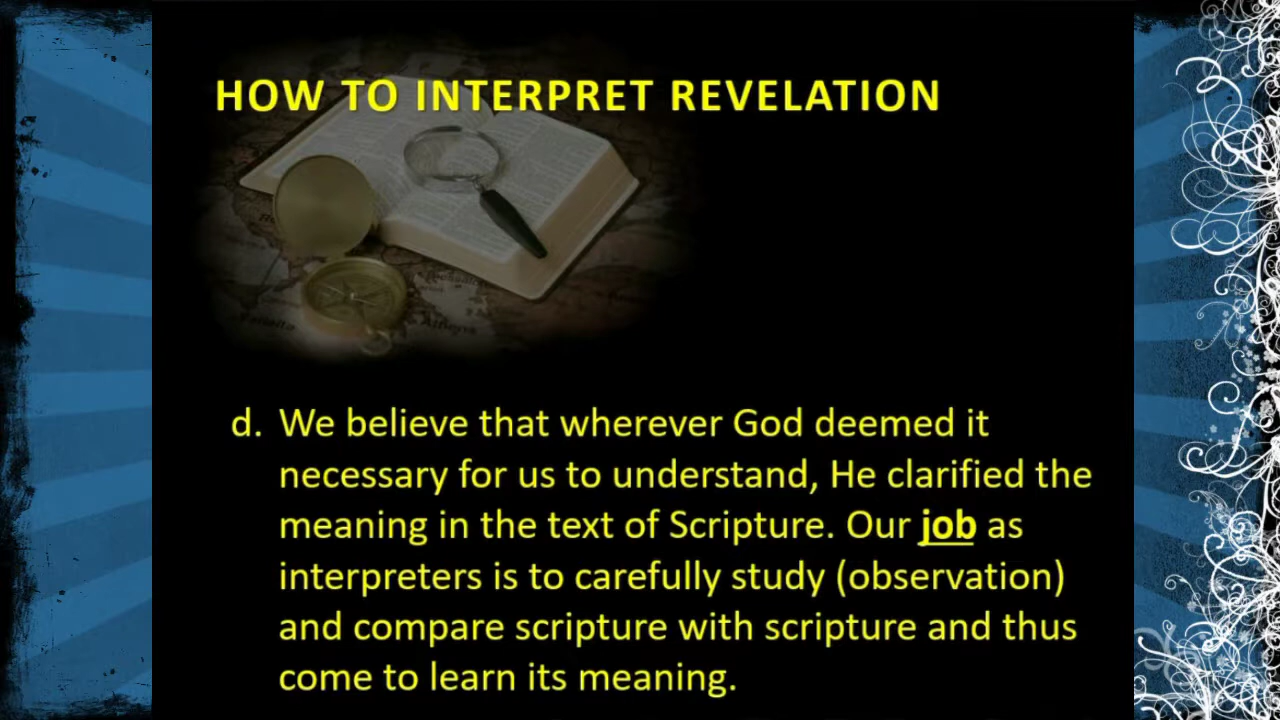 HOW TO INTERPRET REVELATION
d. We believe that wherever God deemed it
necessary for us to understand, He clarified the
meaning in the text of Scripture. Our job as
interpreters is to carefully study (observation)
and compare scripture with scripture and thus
come to learn its meaning.